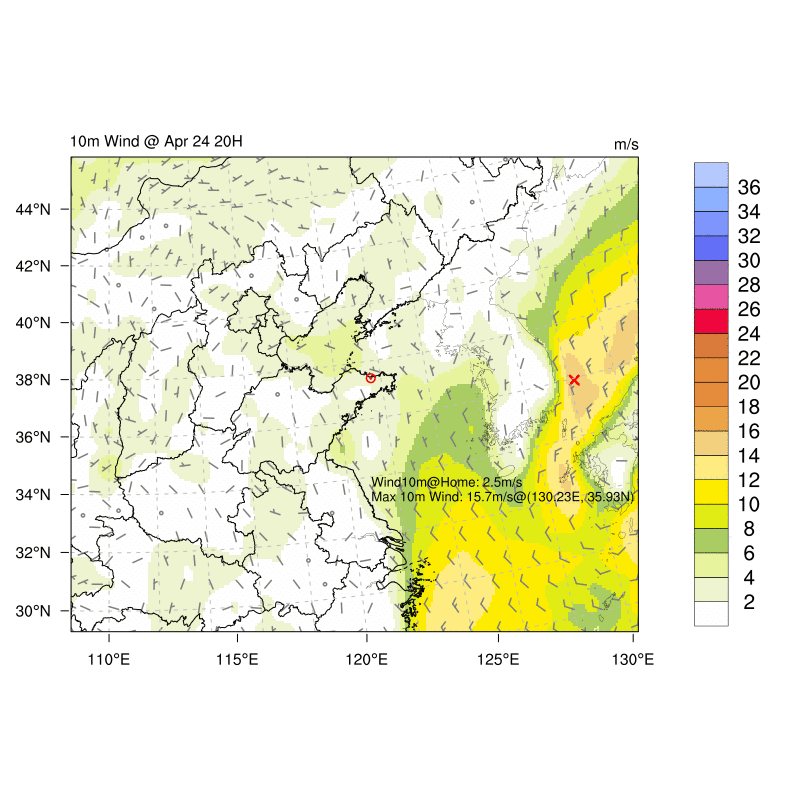 10m Wind @ Apr 24 20H
m/s
44°N
42°N
40°N
38°N
36°N
34°N
32°N
30°N
110°E
115°E
120°E
125°E
130°E
Wind10m@Home: 2.5m/s
Max 10m Wind: 15.7m/s@(130.23E, 35.93N)
36
34
32
30
28
26
24
22
20
18
16
14
12
10
8
6
4
2